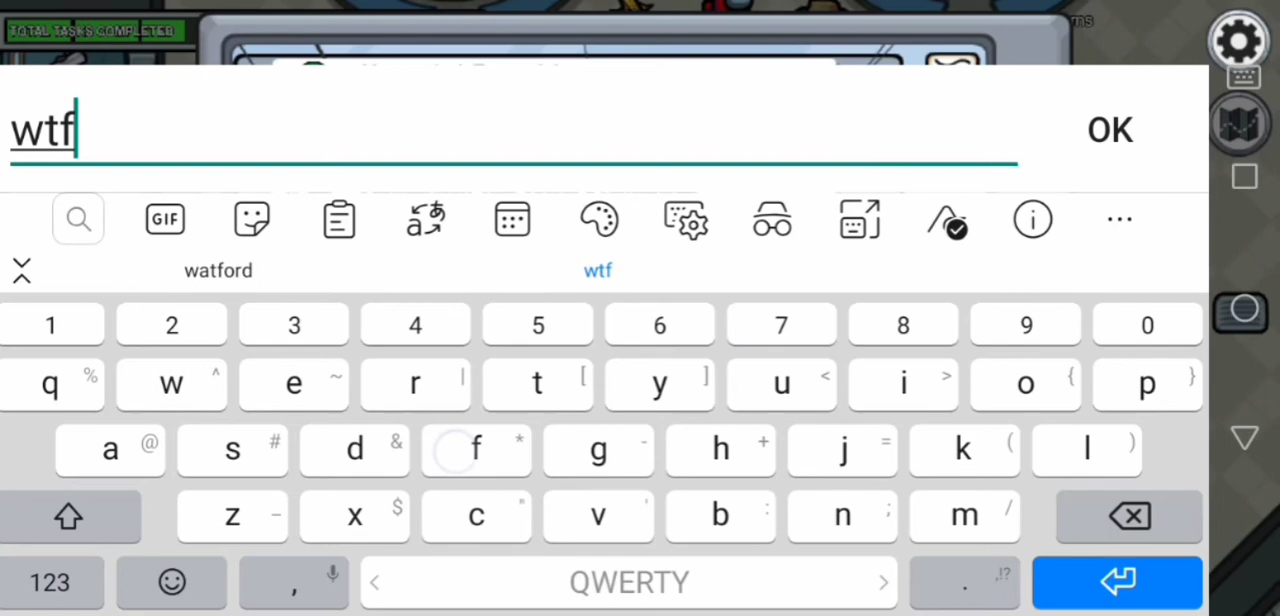 TOTAL TASKS COMPLETED
ms
wtf
OK
GIF
watford wtf
1 2 3 4 5 6 7 8 9 0
q % w ^ e ~ r | t [ y ] u < i > o { p }
a @ s # d & f * g - h + j = k ( l )
z _ x $ c " v ' b : n ; m /
123 , < QWERTY > . ,!?